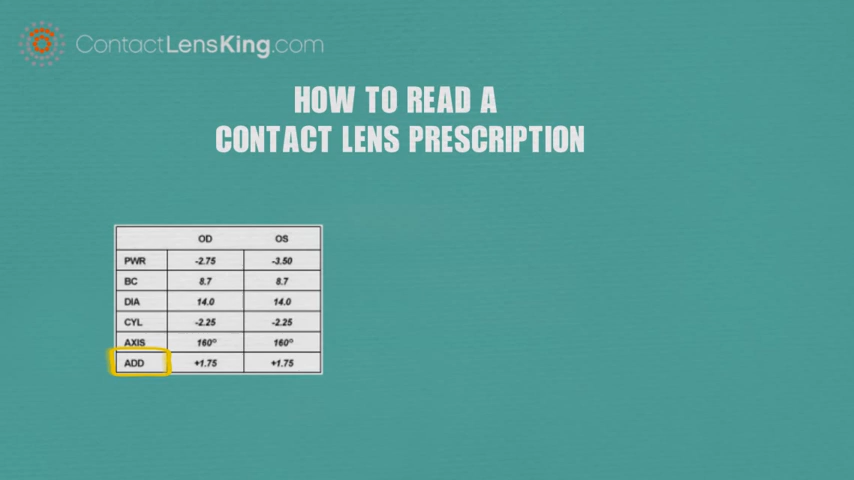 ContactLensKing.com
HOW TO READ A
CONTACT LENS PRESCRIPTION
OD OS
PWR -2.75 -3.50
BC 8.7 8.7
DIA 14.0 14.0
CYL -2.25 -2.25
AXIS 160° 160°
ADD +1.75 +1.75